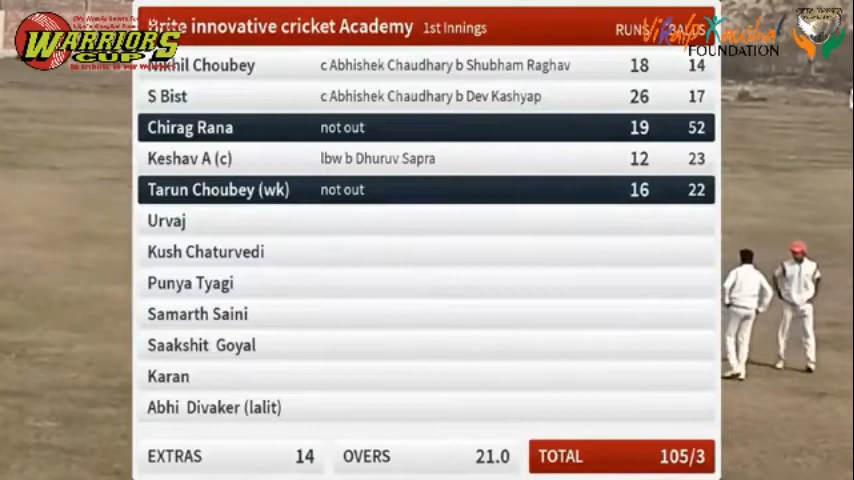 WARRIORS
CUP
rite innovative cricket Academy 1st Innings RUNS BALLS
FOUNDATION
khil Choubey c Abhishek Chaudhary b Shubham Raghav 18 14
S Bist c Abhishek Chaudhary b Dev Kashyap 26 17
Chirag Rana not out 19 52
Keshav A (c) lbw b Dhuruv Sapra 12 23
Tarun Choubey (wk) not out 16 22
Urvaj
Kush Chaturvedi
Punya Tyagi
Samarth Saini
Saakshit Goyal
Karan
Abhi Divaker (lalit)
EXTRAS 14 OVERS 21.0 TOTAL 105/3